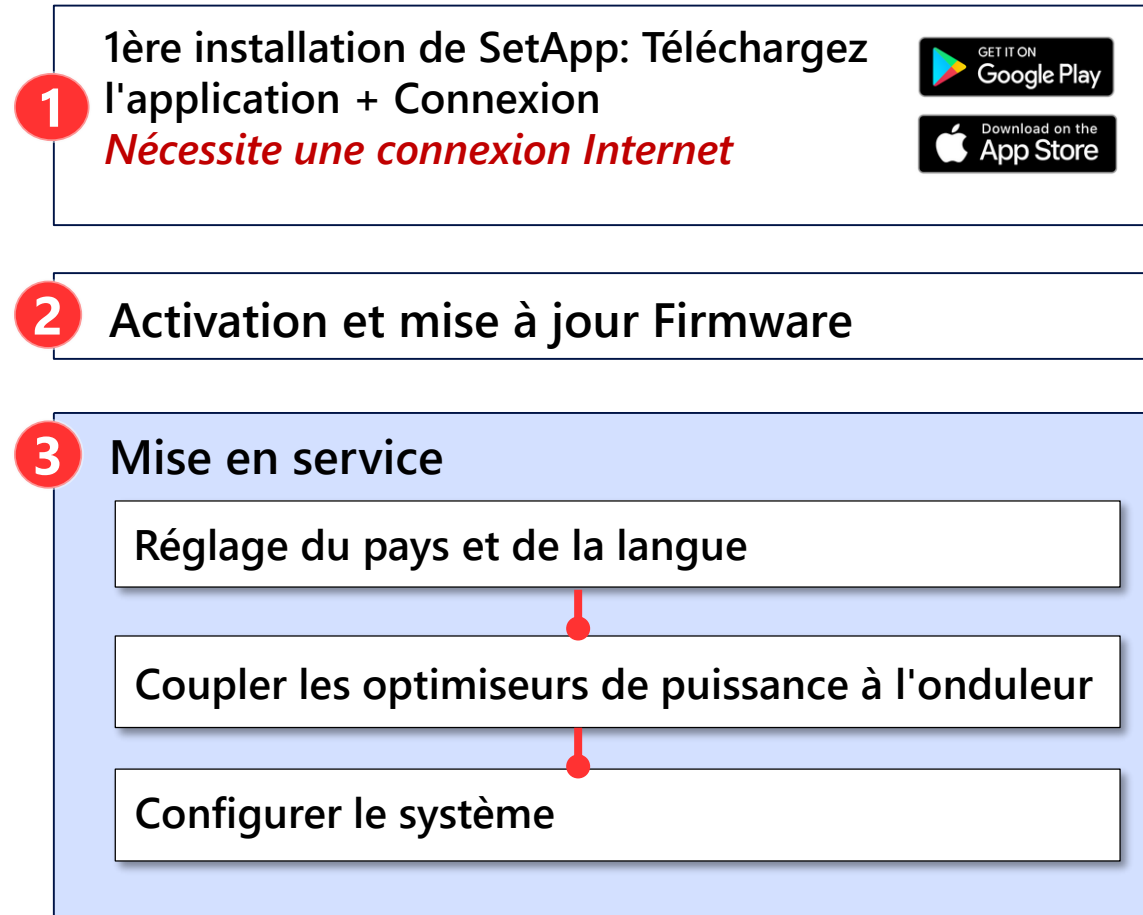 1ère installation de SetApp: Téléchargez
l'application + Connexion
Nécessite une connexion Internet
GET IT ON
Google Play
Download on the
App Store
1
2
Activation et mise à jour Firmware
3
Mise en service
Réglage du pays et de la langue
Coupler les optimiseurs de puissance à l'onduleur
Configurer le système